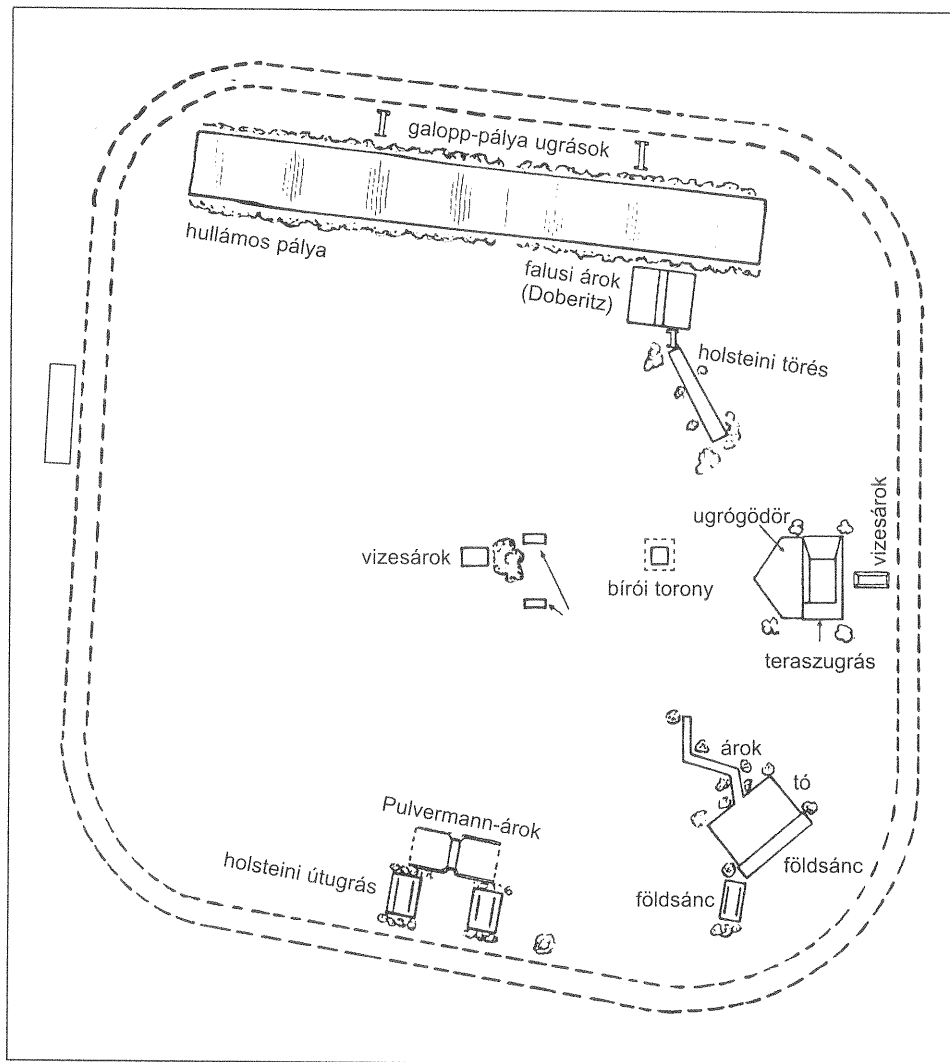 galopp-pálya ugrások
hullámos pálya
falusi árok
(Doberitz)
holsteini törés
ugrógödör
vizesárok
vizesárok
bírói torony
teraszugrás
árok
tó
Pulvermann-árok
holsteini útugrás
földsánc
földsánc